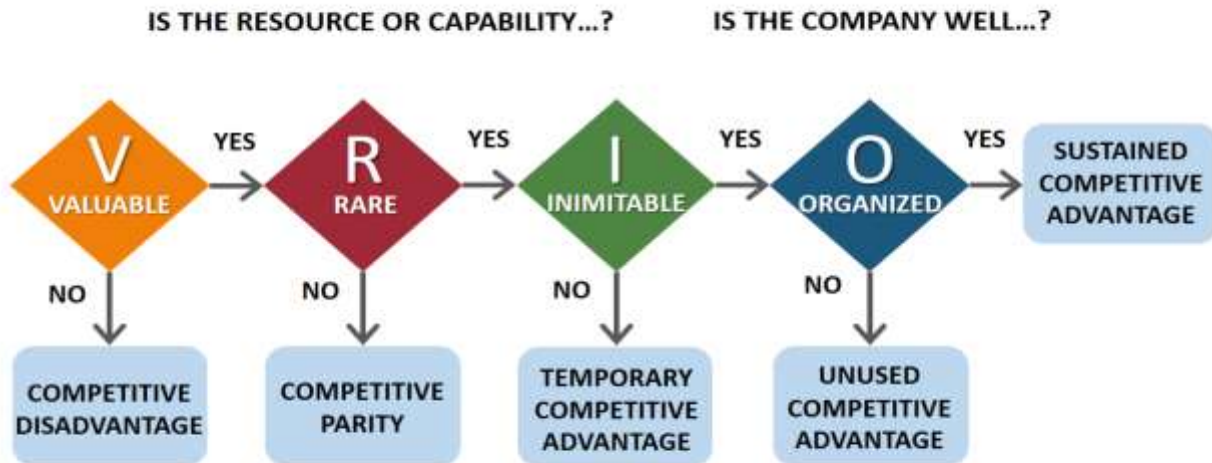 IS THE RESOURCE OR CAPABILITY...?
IS THE COMPANY WELL...?
V
VALUABLE
YES
R
RARE
YES
I
INIMITABLE
YES
O
ORGANIZED
YES
SUSTAINED
COMPETITIVE
ADVANTAGE
NO
NO
NO
NO
COMPETITIVE
DISADVANTAGE
COMPETITIVE
PARITY
TEMPORARY
COMPETITIVE
ADVANTAGE
UNUSED
COMPETITIVE
ADVANTAGE